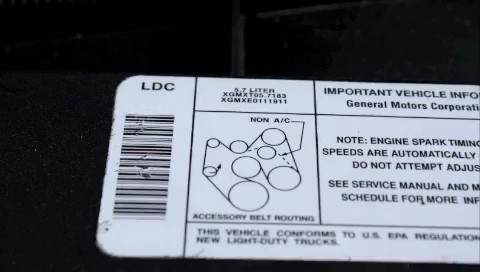 LDC
5.7 LITER
XGMXT05.7183
XGMXE0111911
NON A/C
ACCESSORY BELT ROUTING
IMPORTANT VEHICLE INFO
General Motors Corporati
NOTE: ENGINE SPARK TIMING
SPEEDS ARE AUTOMATICALLY
DO NOT ATTEMPT ADJUS
SEE SERVICE MANUAL AND M
SCHEDULE FOR MORE INF
THIS VEHICLE CONFORMS TO U.S. EPA REGULATION
NEW LIGHT-DUTY TRUCKS.